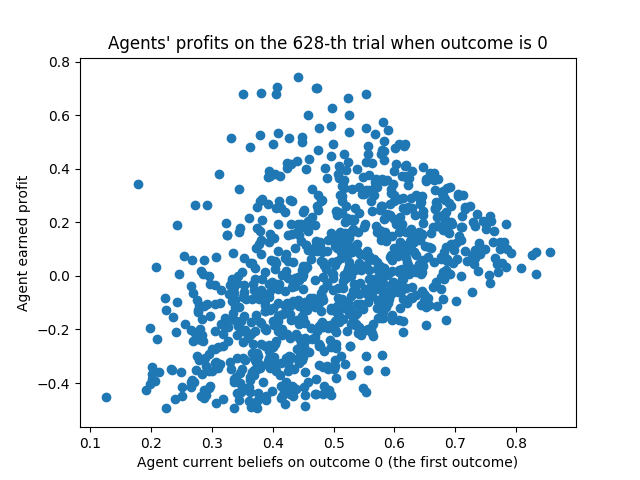 Agents' profits on the 628-th trial when outcome is 0
0.8
0.6
0.4
0.2
0.0
−0.2
−0.4
Agent earned profit
0.1 0.2 0.3 0.4 0.5 0.6 0.7 0.8
Agent current beliefs on outcome 0 (the first outcome)